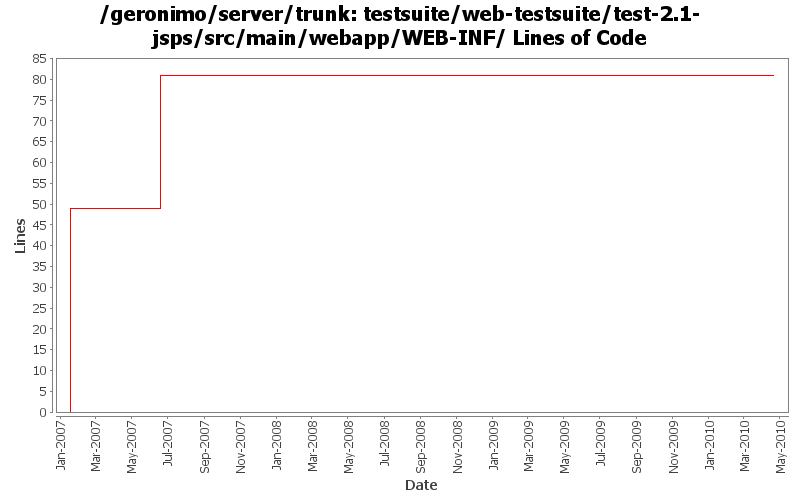 /geronimo/server/trunk: testsuite/web-testsuite/test-2.1-
jsps/src/main/webapp/WEB-INF/ Lines of Code
85
80
75
70
65
60
55
50
45
40
35
30
25
20
15
10
5
0
Lines
Jan-2007
Mar-2007
May-2007
Jul-2007
Sep-2007
Nov-2007
Jan-2008
Mar-2008
May-2008
Jul-2008
Sep-2008
Nov-2008
Jan-2009
Mar-2009
May-2009
Jul-2009
Sep-2009
Nov-2009
Jan-2010
Mar-2010
May-2010
Date